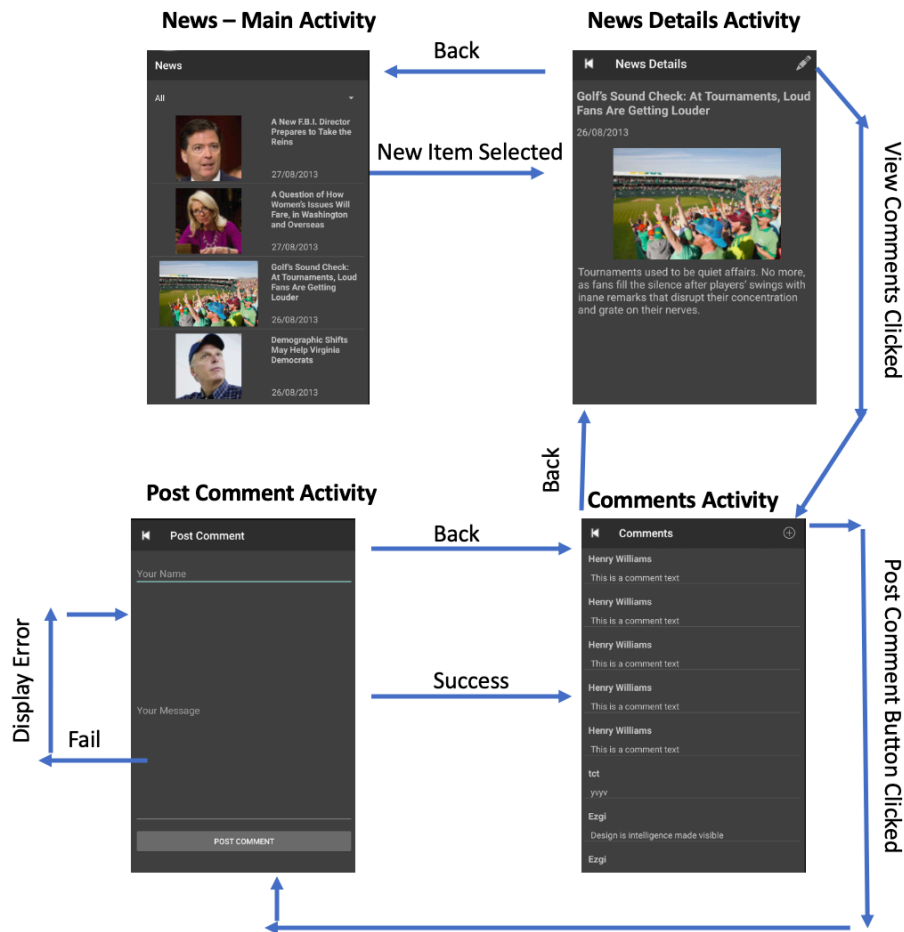 News – Main Activity
News
All
A New F.B.I. Director
Prepares to Take the
Reins
27/08/2013
A Question of How
Women's Issues Will
Fare, in Washington
and Overseas
27/08/2013
Golf's Sound Check:
At Tournaments, Loud
Fans Are Getting
Louder
26/08/2013
Demographic Shifts
May Help Virginia
Democrats
26/08/2013
Back
New Item Selected
News Details Activity
News Details
Golf's Sound Check: At Tournaments, Loud
Fans Are Getting Louder
26/08/2013
Tournaments used to be quiet affairs. No more,
as fans fill the silence after players' swings with
inane remarks that disrupt their concentration
and grate on their nerves.
View Comments Clicked
Back
Post Comment Activity
Post Comment
Your Name
Your Message
POST COMMENT
Display Error
Fail
Back
Success
Comments Activity
Comments
Henry Williams
This is a comment text
Henry Williams
This is a comment text
Henry Williams
This is a comment text
Henry Williams
This is a comment text
Henry Williams
This is a comment text
tct
yvyv
Ezgi
Design is intelligence made visible
Ezgi
Post Comment Button Clicked